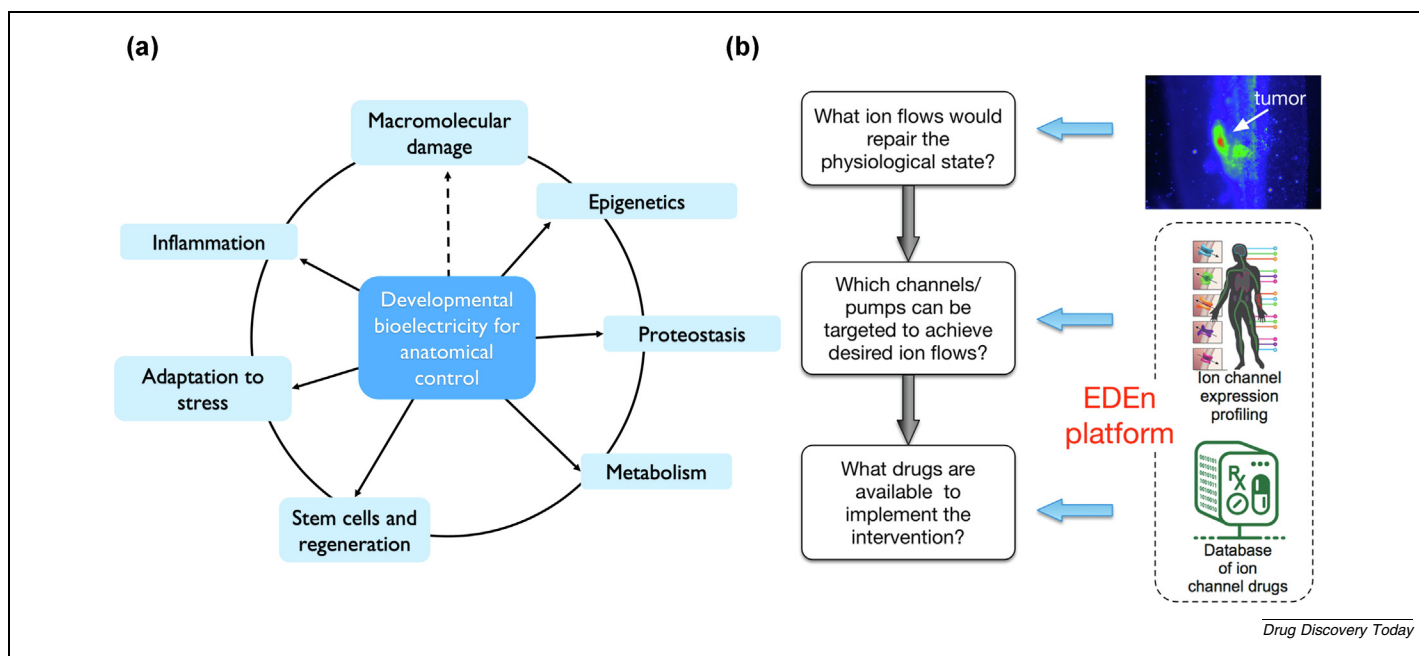 (a)
Macromolecular
damage
Epigenetics
Inflammation
Developmental
bioelectricity for
anatomical
control
Proteostasis
Adaptation to
stress
Metabolism
Stem cells and
regeneration
(b)
What ion flows would
repair the
physiological state?
tumor
Which channels/
pumps can be
targeted to achieve
desired ion flows?
Ion channel
expression
profiling
EDEn
platform
What drugs are
available to
implement the
intervention?
Rx
Database
of ion
channel drugs
Drug Discovery Today